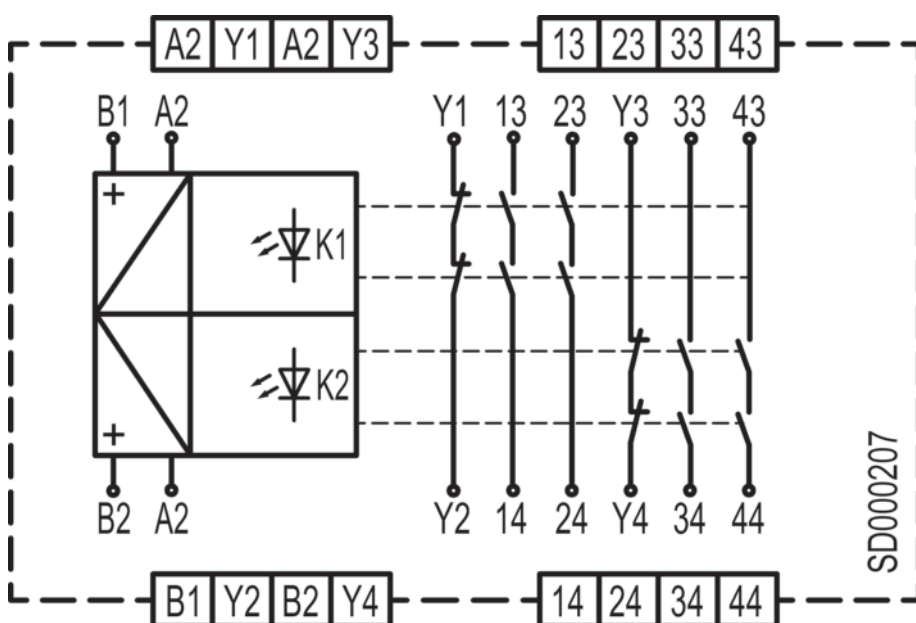 A2 Y1 A2 Y3 13 23 33 43
B1 A2 Y1 13 23 Y3 33 43
+
K1
K2
+
B2 A2 Y2 14 24 Y4 34 44
SD000207
B1 Y2 B2 Y4 14 24 34 44